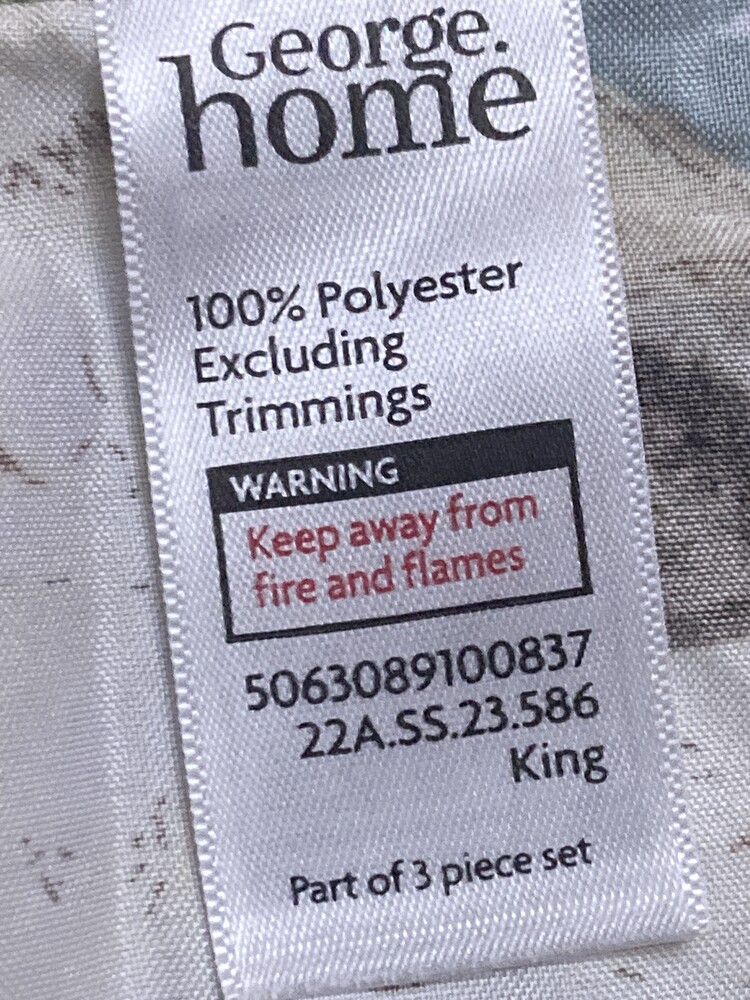 George.
home
100% Polyester
Excluding
Trimmings
WARNING
Keep away from
fire and flames
5063089100837
22A.SS.23.586
King
Part of 3 piece set